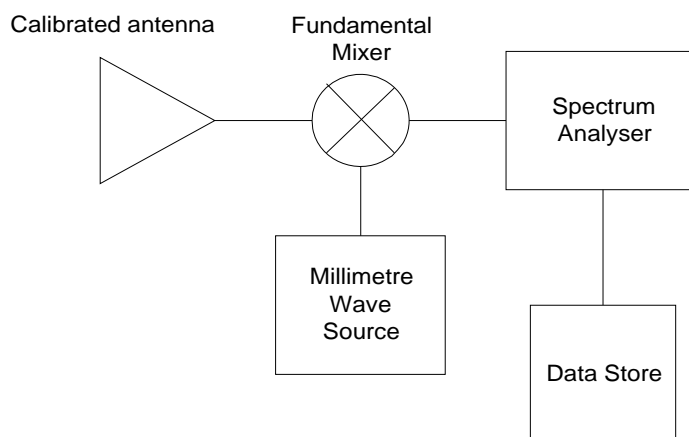 Calibrated antenna
Fundamental
Mixer
Spectrum
Analyser
Millimetre
Wave
Source
Data Store